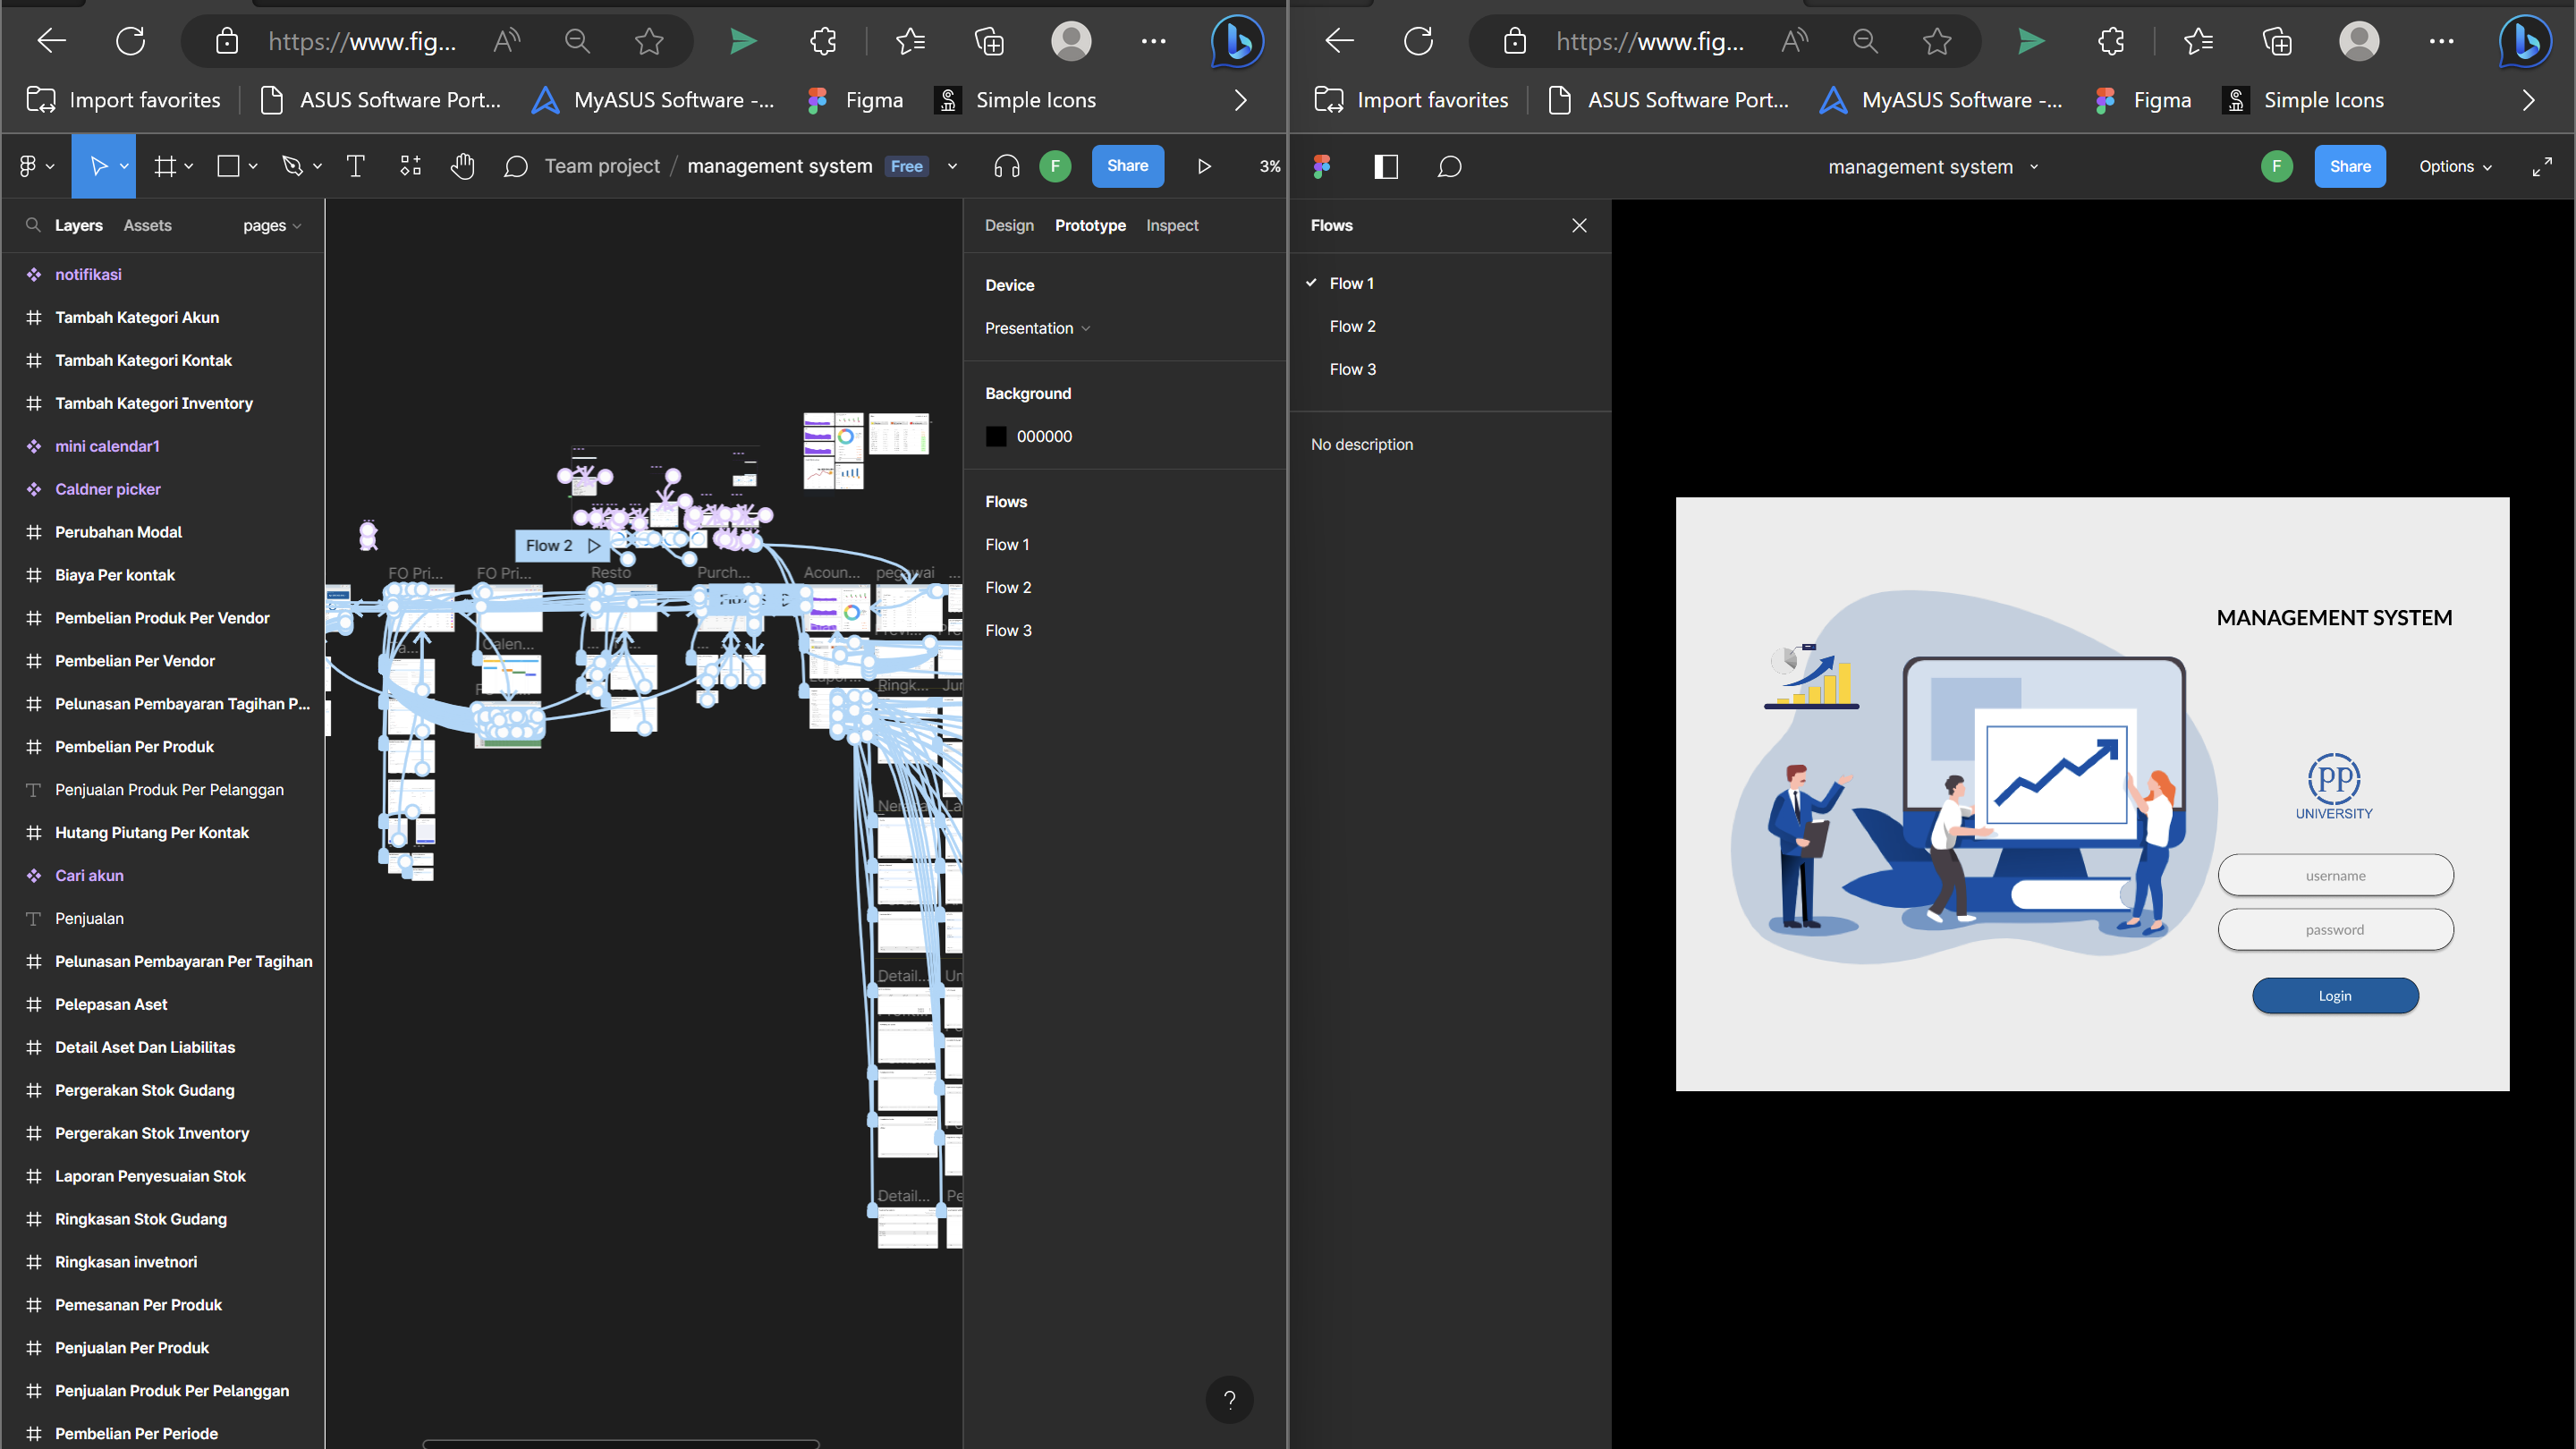 https://www.fig...
Import favorites
ASUS Software Port...
MyASUS Software -...
Figma
Simple Icons
Team project / management system Free
F
Share
3%
Layers
Assets
pages
notifikasi
Tambah Kategori Akun
Tambah Kategori Kontak
Tambah Kategori Inventory
mini calendar1
Caldner picker
Perubahan Modal
Biaya Per kontak
Pembelian Produk Per Vendor
Pembelian Per Vendor
Pelunasan Pembayaran Tagihan P...
Pembelian Per Produk
Penjualan Produk Per Pelanggan
Hutang Piutang Per Kontak
Cari akun
Penjualan
Pelunasan Pembayaran Per Tagihan
Pelepasan Aset
Detail Aset Dan Liabilitas
Pergerakan Stok Gudang
Pergerakan Stok Inventory
Laporan Penyesuaian Stok
Ringkasan Stok Gudang
Ringkasan invetnori
Pemesanan Per Produk
Penjualan Per Produk
Penjualan Produk Per Pelanggan
Pembelian Per Periode
Flow 2
FO Pri...
FO Pri...
Resto
Purch...
Acoun...
pegawai
...
Detail...
Detail...
Design
Prototype
Inspect
Device
Presentation
Background
000000
Flows
Flow 1
Flow 2
Flow 3
?
https://www.fig...
Import favorites
ASUS Software Port...
MyASUS Software -...
Figma
Simple Icons
management system
F
Share
Options
Flows
Flow 1
Flow 2
Flow 3
No description
MANAGEMENT SYSTEM
pp
UNIVERSITY
username
password
Login